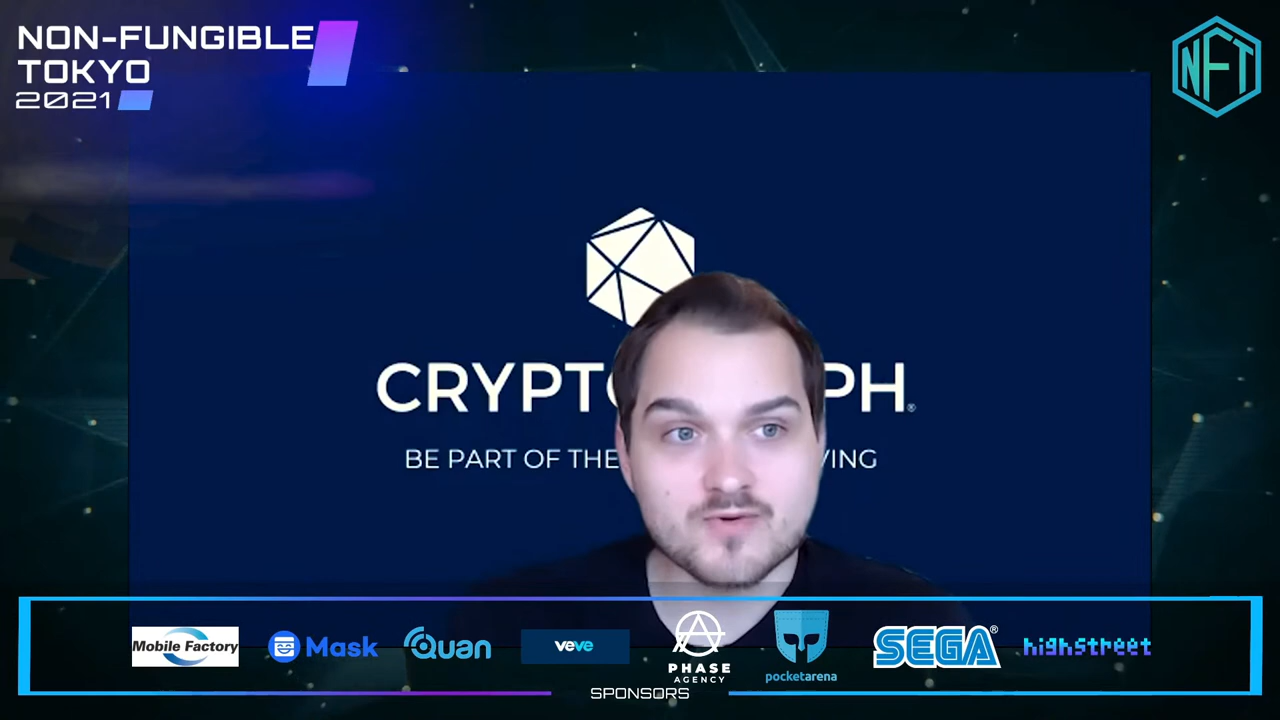 NON-FUNGIBLE
TOKYO
2021
NFT
CRYPT PH®
BE PART OF THE VING
Mobile Factory
Mask
Quan
veve
PHASE
AGENCY
pocketarena
SEGA®
highstreet
SPONSORS